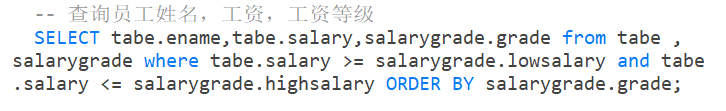 -- 查询员工姓名，工资，工资等级
SELECT tabe.ename,tabe.salary,salarygrade.grade from tabe ,
salarygrade where tabe.salary >= salarygrade.lowsalary and tabe
.salary <= salarygrade.highsalary ORDER BY salarygrade.grade;